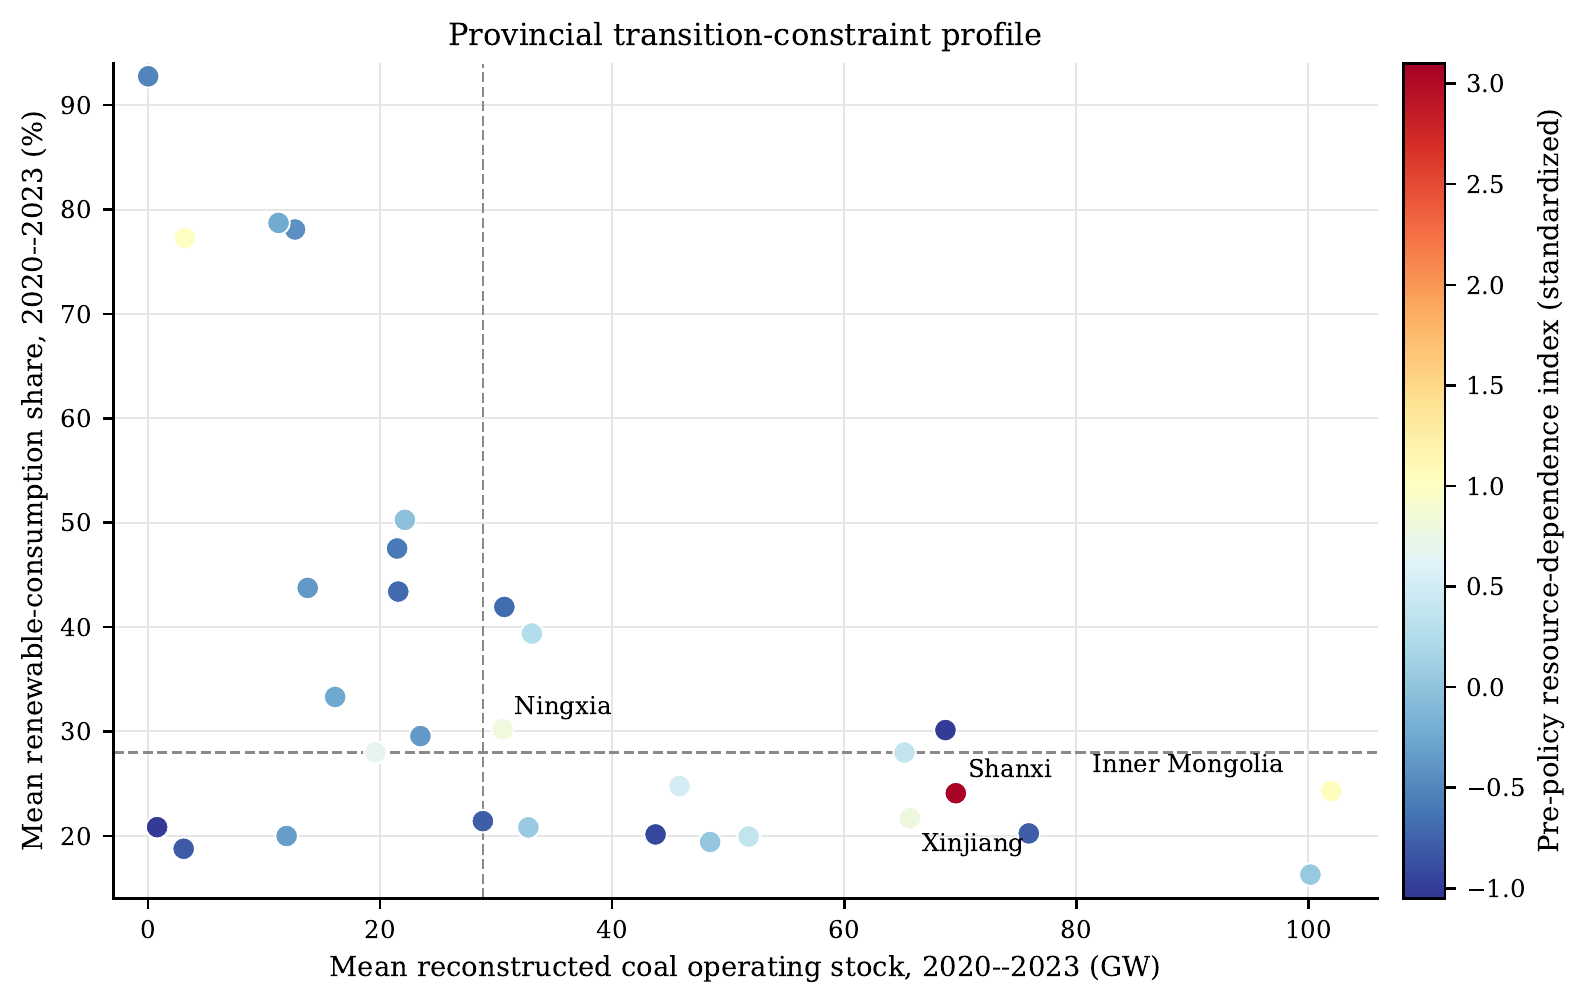 Provincial transition-constraint profile
Mean renewable-consumption share, 2020--2023 (%)
90
80
70
60
50
40
30
20
Ningxia
Shanxi
Inner Mongolia
Xinjiang
0
20
40
60
80
100
Mean reconstructed coal operating stock, 2020--2023 (GW)
3.0
2.5
2.0
1.5
1.0
0.5
0.0
−0.5
−1.0
Pre-policy resource-dependence index (standardized)